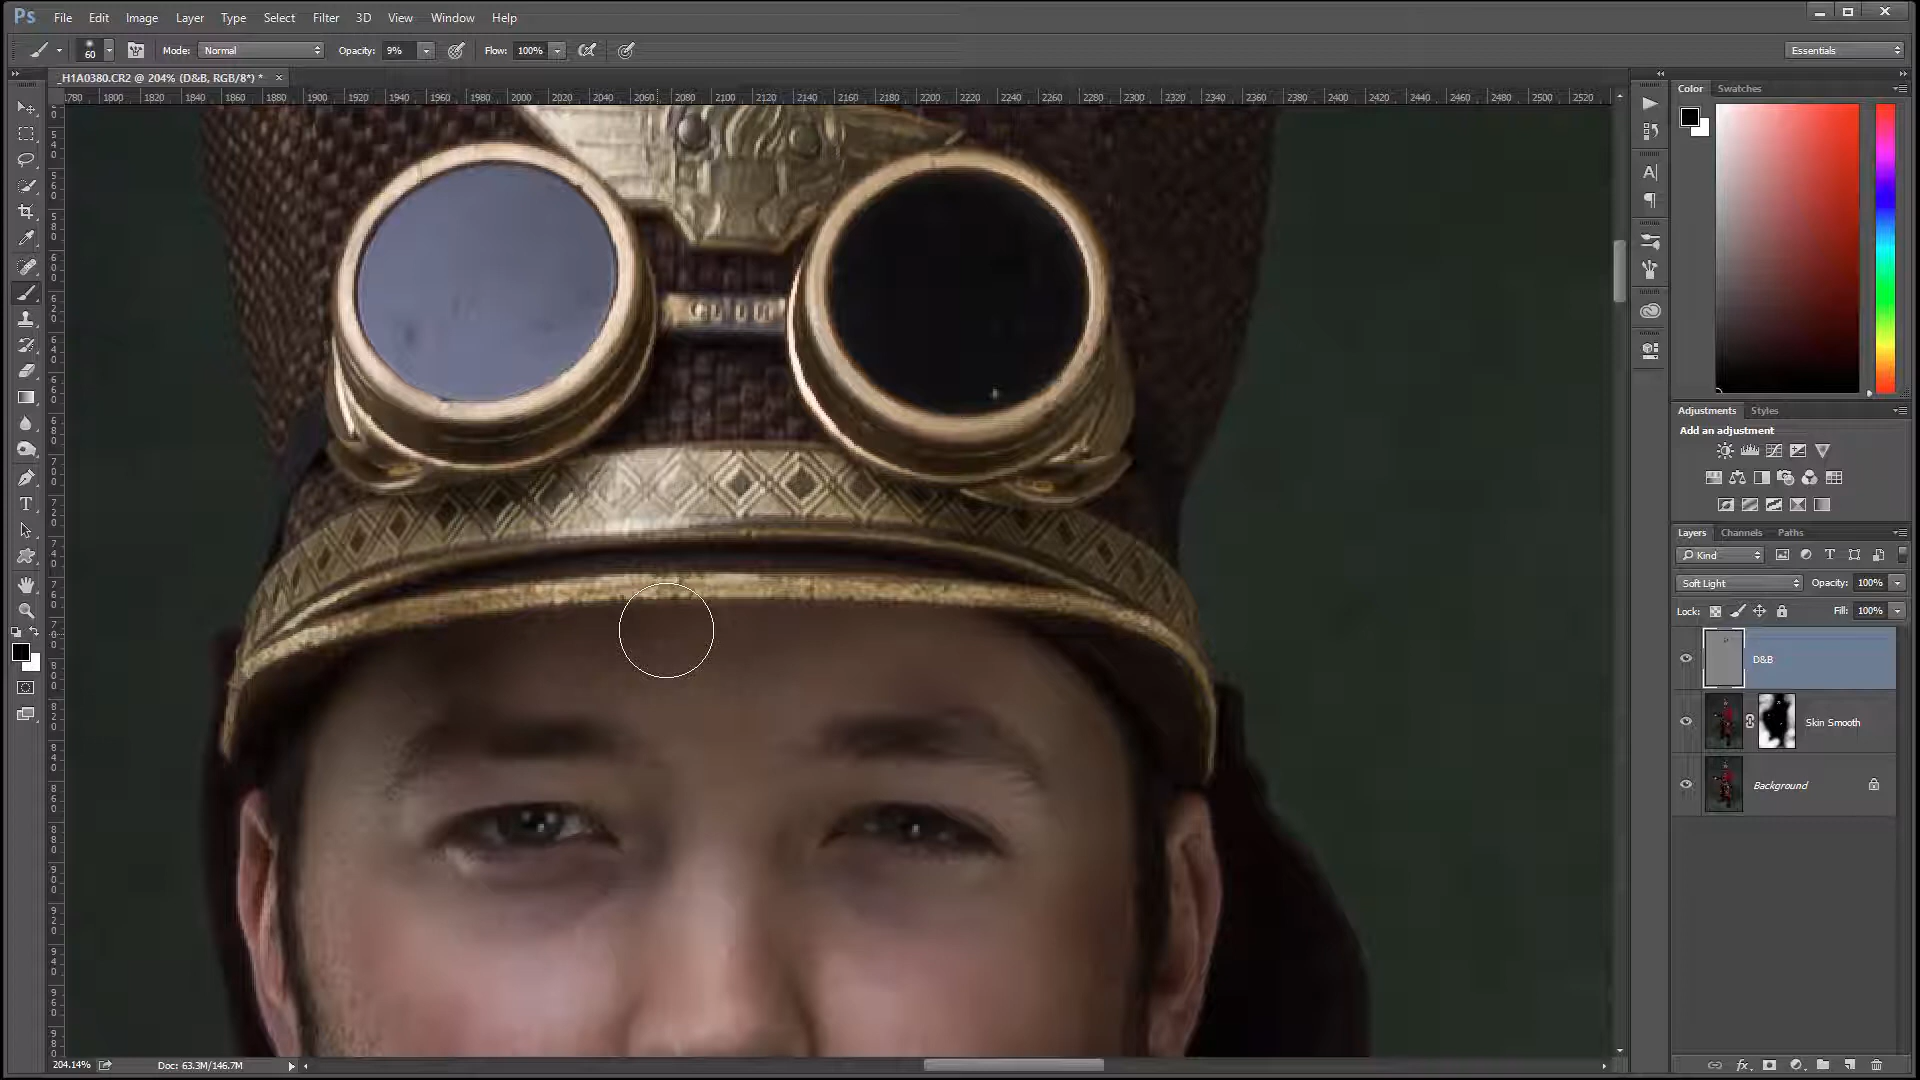 Ps File Edit Image Layer Type Select Filter 3D View Window Help
60 Mode: Normal Opacity: 9% Flow: 100% Essentials
_H1A0380.CR2 @ 204% (D&B, RGB/8*) * ×
1780 1800 1820 1840 1860 1880 1900 1920 1940 1960 1980 2000 2020 2040 2060 2080 2100 2120 2140 2160 2180 2200 2220 2240 2260 2280 2300 2320 2340 2360 2380 2400 2420 2440 2460 2480 2500 2520
Color Swatches
Adjustments Styles
Add an adjustment
Layers Channels Paths
Kind
Soft Light Opacity: 100%
Lock: Fill: 100%
D&B
Skin Smooth
Background
204.14% Doc: 63.3M/146.7M